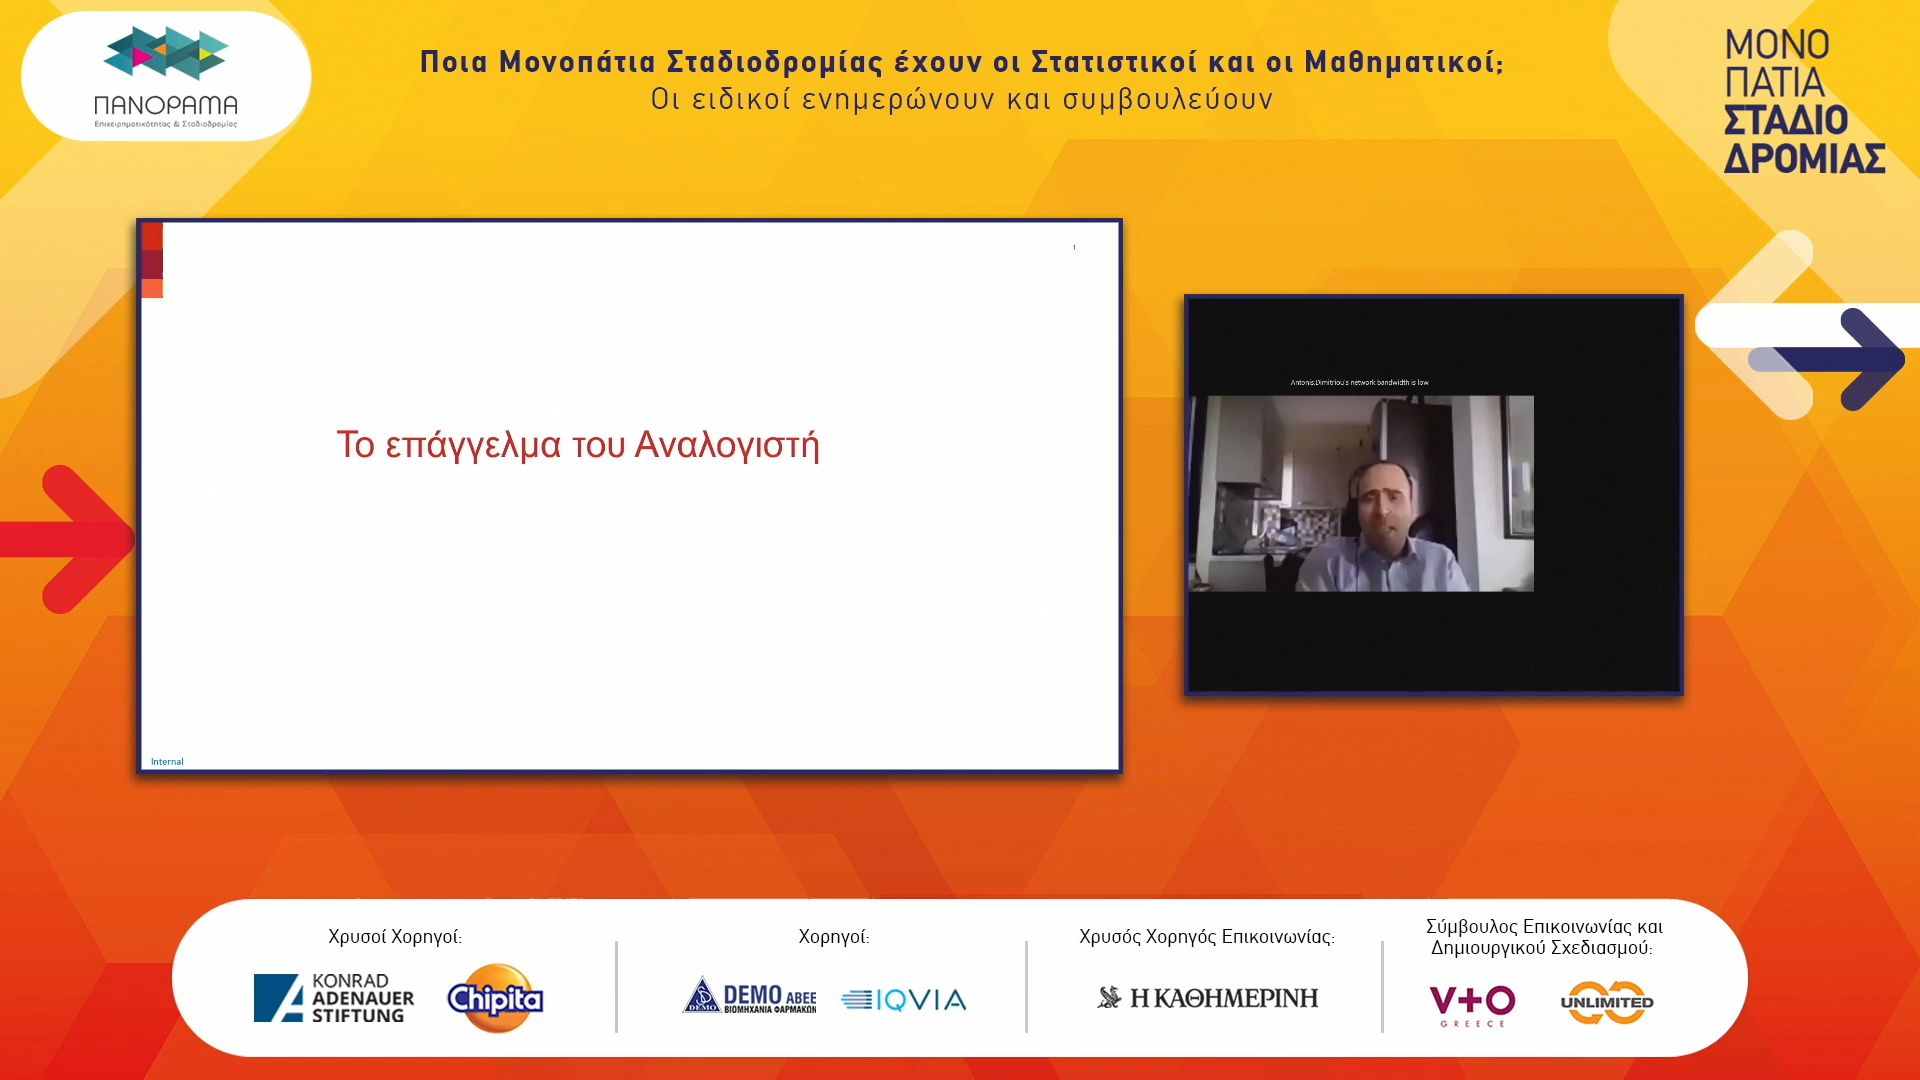 ΠΑΝΟΡΑΜΑ
Επιχειρηματικότητας & Σταδιοδρομίας
Ποια Μονοπάτια Σταδιοδρομίας έχουν οι Στατιστικοί και οι Μαθηματικοί;
Οι ειδικοί ενημερώνουν και συμβουλεύουν
ΜΟΝΟ
ΠΑΤΙΑ
ΣΤΑΔΙΟ
ΔΡΟΜΙΑΣ
1
Το επάγγελμα του Αναλογιστή
Internal
Antonis.Dimitriou's network bandwidth is low
Χρυσοί Χορηγοί:
KONRAD
ADENAUER
STIFTUNG
Chipita
Χορηγοί:
DEMO
DEMO ΑΒΕΕ
ΒΙΟΜΗΧΑΝΙΑ ΦΑΡΜΑΚΩΝ
IQVIA
Χρυσός Χορηγός Επικοινωνίας:
Η ΚΑΘΗΜΕΡΙΝΗ
Σύμβουλος Επικοινωνίας και
Δημιουργικού Σχεδιασμού:
V+O
GREECE
UNLIMITED